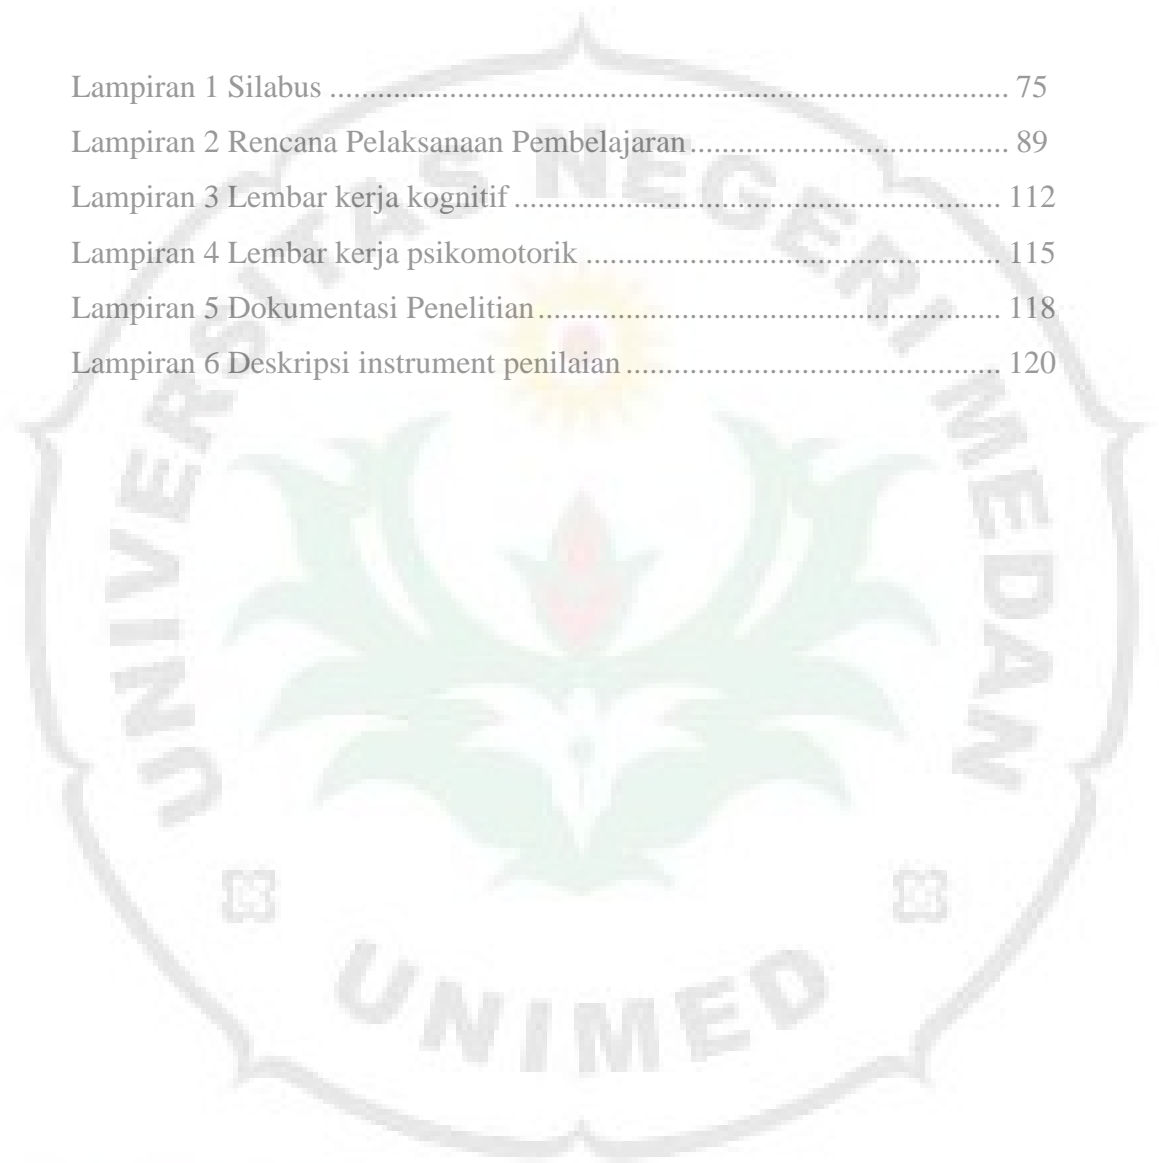 Lampiran 1 Silabus ....................................................................................... 75
Lampiran 2 Rencana Pelaksanaan Pembelajaran ......................................... 89
Lampiran 3 Lembar kerja kognitif .............................................................. 112
Lampiran 4 Lembar kerja psikomotorik ..................................................... 115
Lampiran 5 Dokumentasi Penelitian ........................................................... 118
Lampiran 6 Deskripsi instrument penilaian ................................................ 120
UNIVERSITAS NEGERI MEDAN
UNIMED